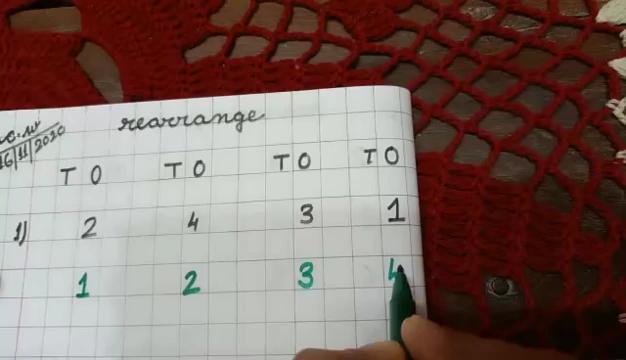 c.w rearrange
16/11/2020
T O T O T O T O
1) 2 4 3 1
1 2 3 4